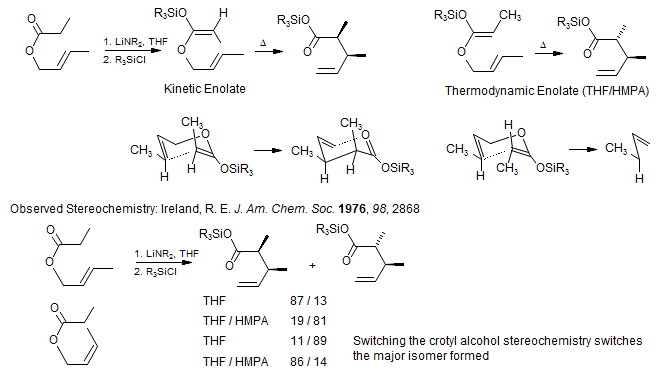 R₃SiO H R₃SiO R₃SiO CH₃ R₃SiO
O 1. LiNR₂, THF Δ O Δ O
O 2. R₃SiCl O O
Kinetic Enolate Thermodynamic Enolate (THF/HMPA)
CH₃ O CH₃ O H O
CH₃ OSiR₃ CH₃ OSiR₃ CH₃ CH₃ OSiR₃ CH₃
H H H H H
Observed Stereochemistry: Ireland, R. E. J. Am. Chem. Soc. 1976, 98, 2868
O R₃SiO R₃SiO
O 1. LiNR₂, THF O + O
2. R₃SiCl
THF 87 / 13
O THF / HMPA 19 / 81
O THF 11 / 89 Switching the crotyl alcohol stereochemistry switches
THF / HMPA 86 / 14 the major isomer formed